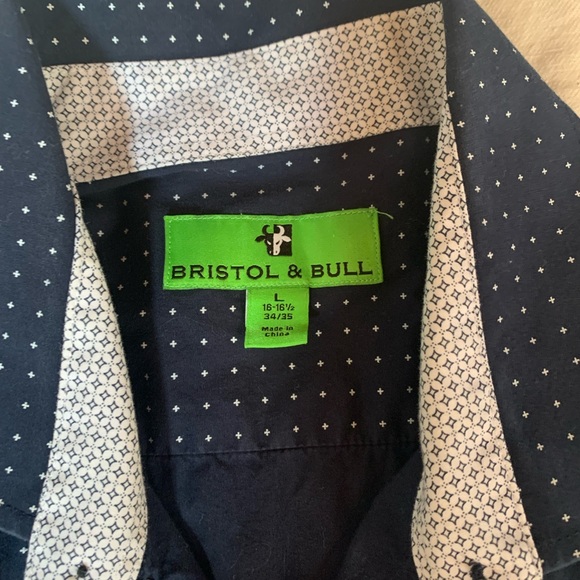 BRISTOL & BULL
L
16-16½
34/35
Made in
China